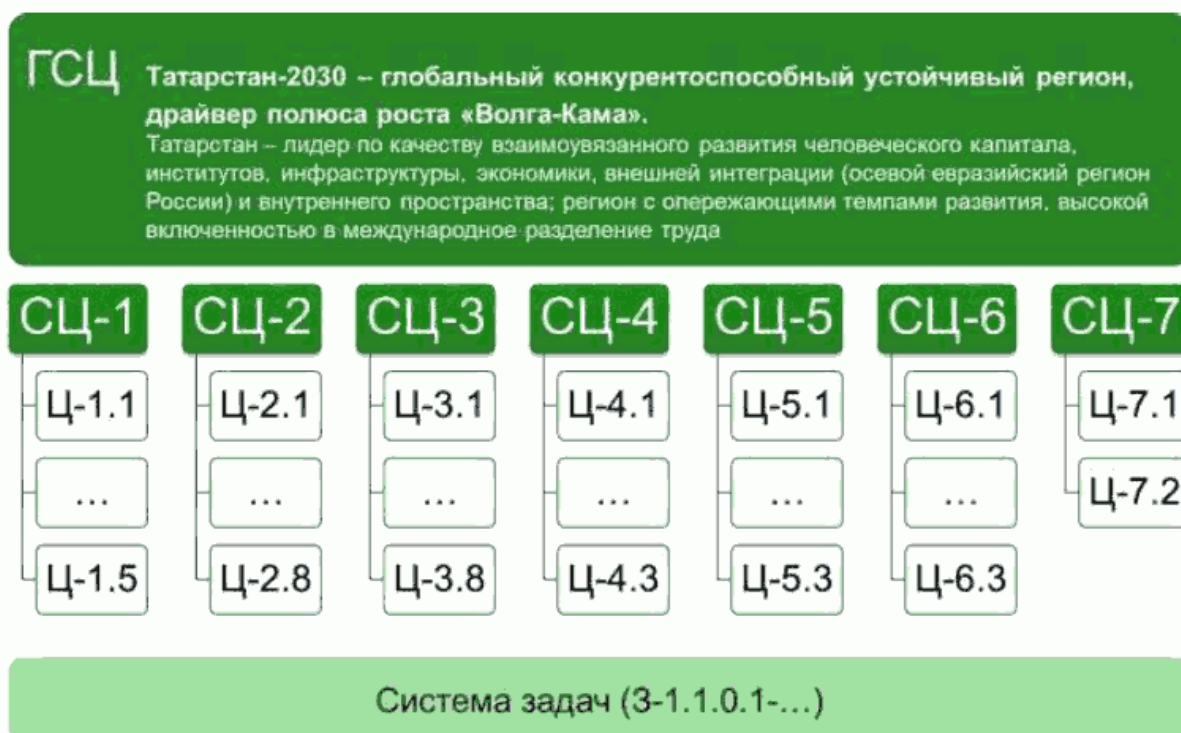 ГСЦ
Татарстан-2030 – глобальный конкурентоспособный устойчивый регион,
драйвер полюса роста «Волга-Кама».
Татарстан – лидер по качеству взаимоувязанного развития человеческого капитала,
институтов, инфраструктуры, экономики, внешней интеграции (осевой евразийский регион
России) и внутреннего пространства; регион с опережающими темпами развития, высокой
включенностью в международное разделение труда
СЦ-1 СЦ-2 СЦ-3 СЦ-4 СЦ-5 СЦ-6 СЦ-7
Ц-1.1 Ц-2.1 Ц-3.1 Ц-4.1 Ц-5.1 Ц-6.1 Ц-7.1
... ... ... ... ... ... Ц-7.2
Ц-1.5 Ц-2.8 Ц-3.8 Ц-4.3 Ц-5.3 Ц-6.3
Система задач (З-1.1.0.1-...)